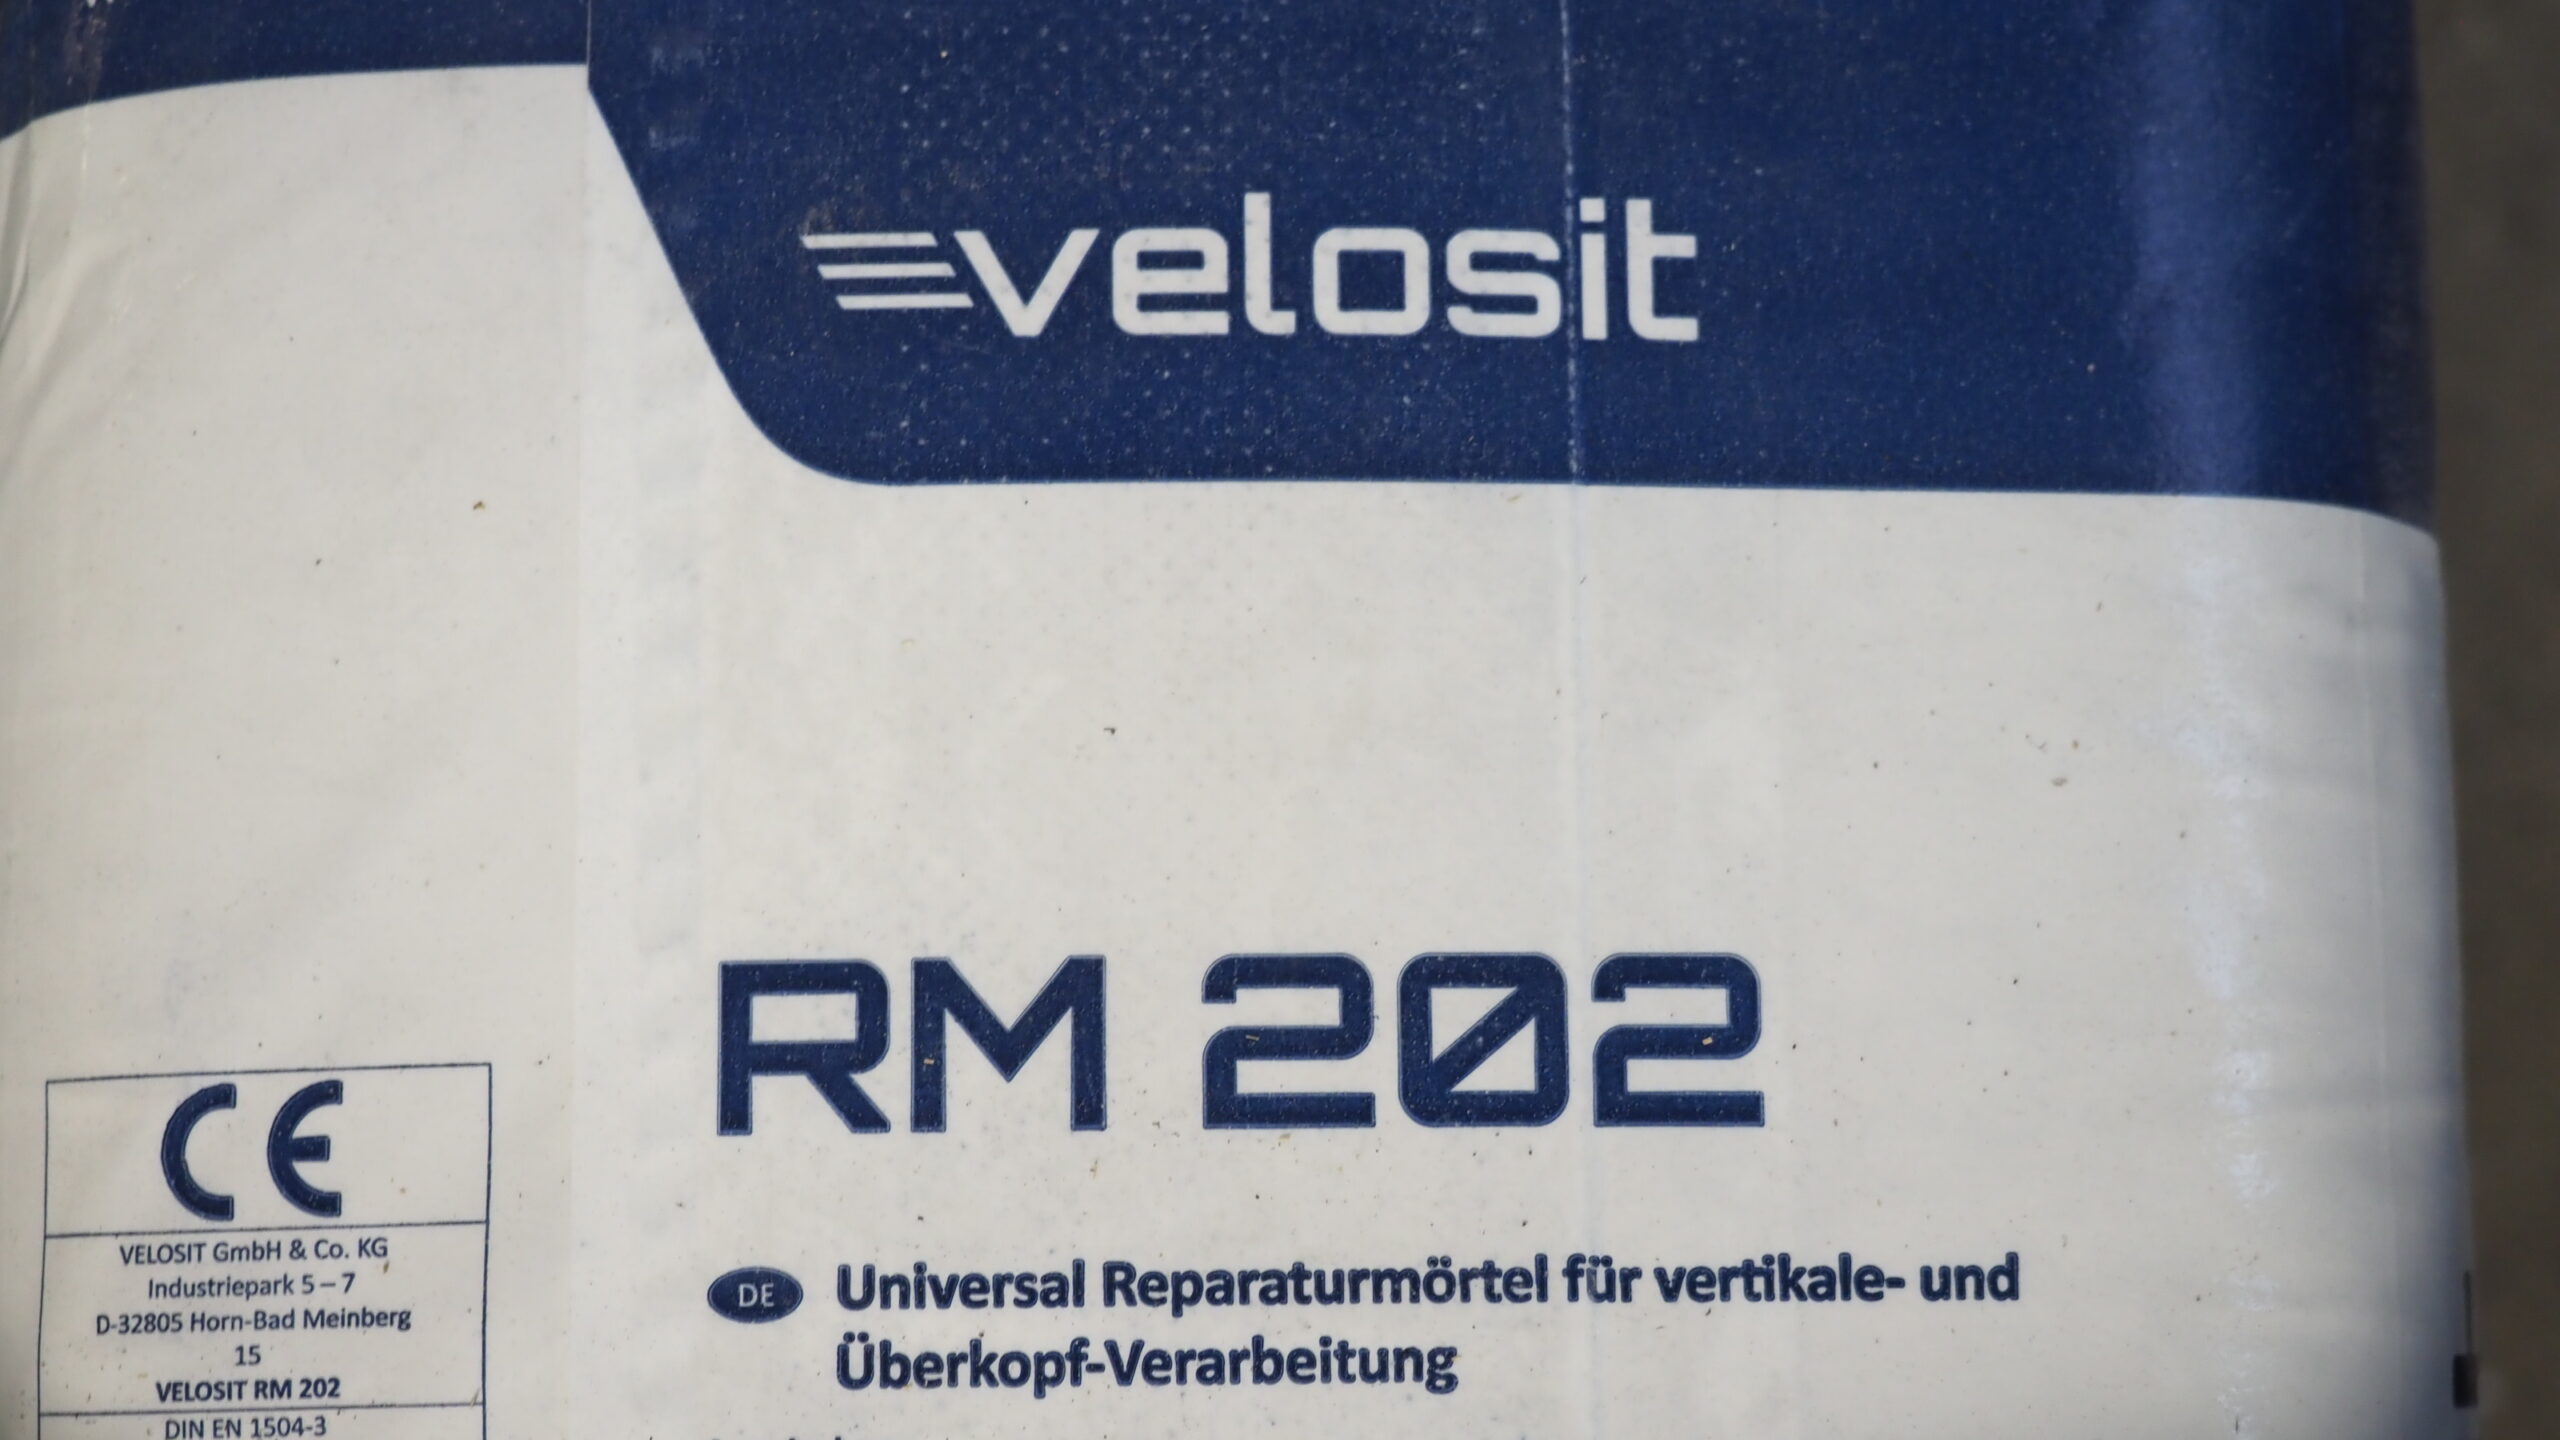 velosit
RM 202
CE
VELOSIT GmbH & Co. KG
Industriepark 5 – 7
D-32805 Horn-Bad Meinberg
15
VELOSIT RM 202
DIN EN 1504-3
DE Universal Reparaturmörtel für vertikale- und
Überkopf-Verarbeitung